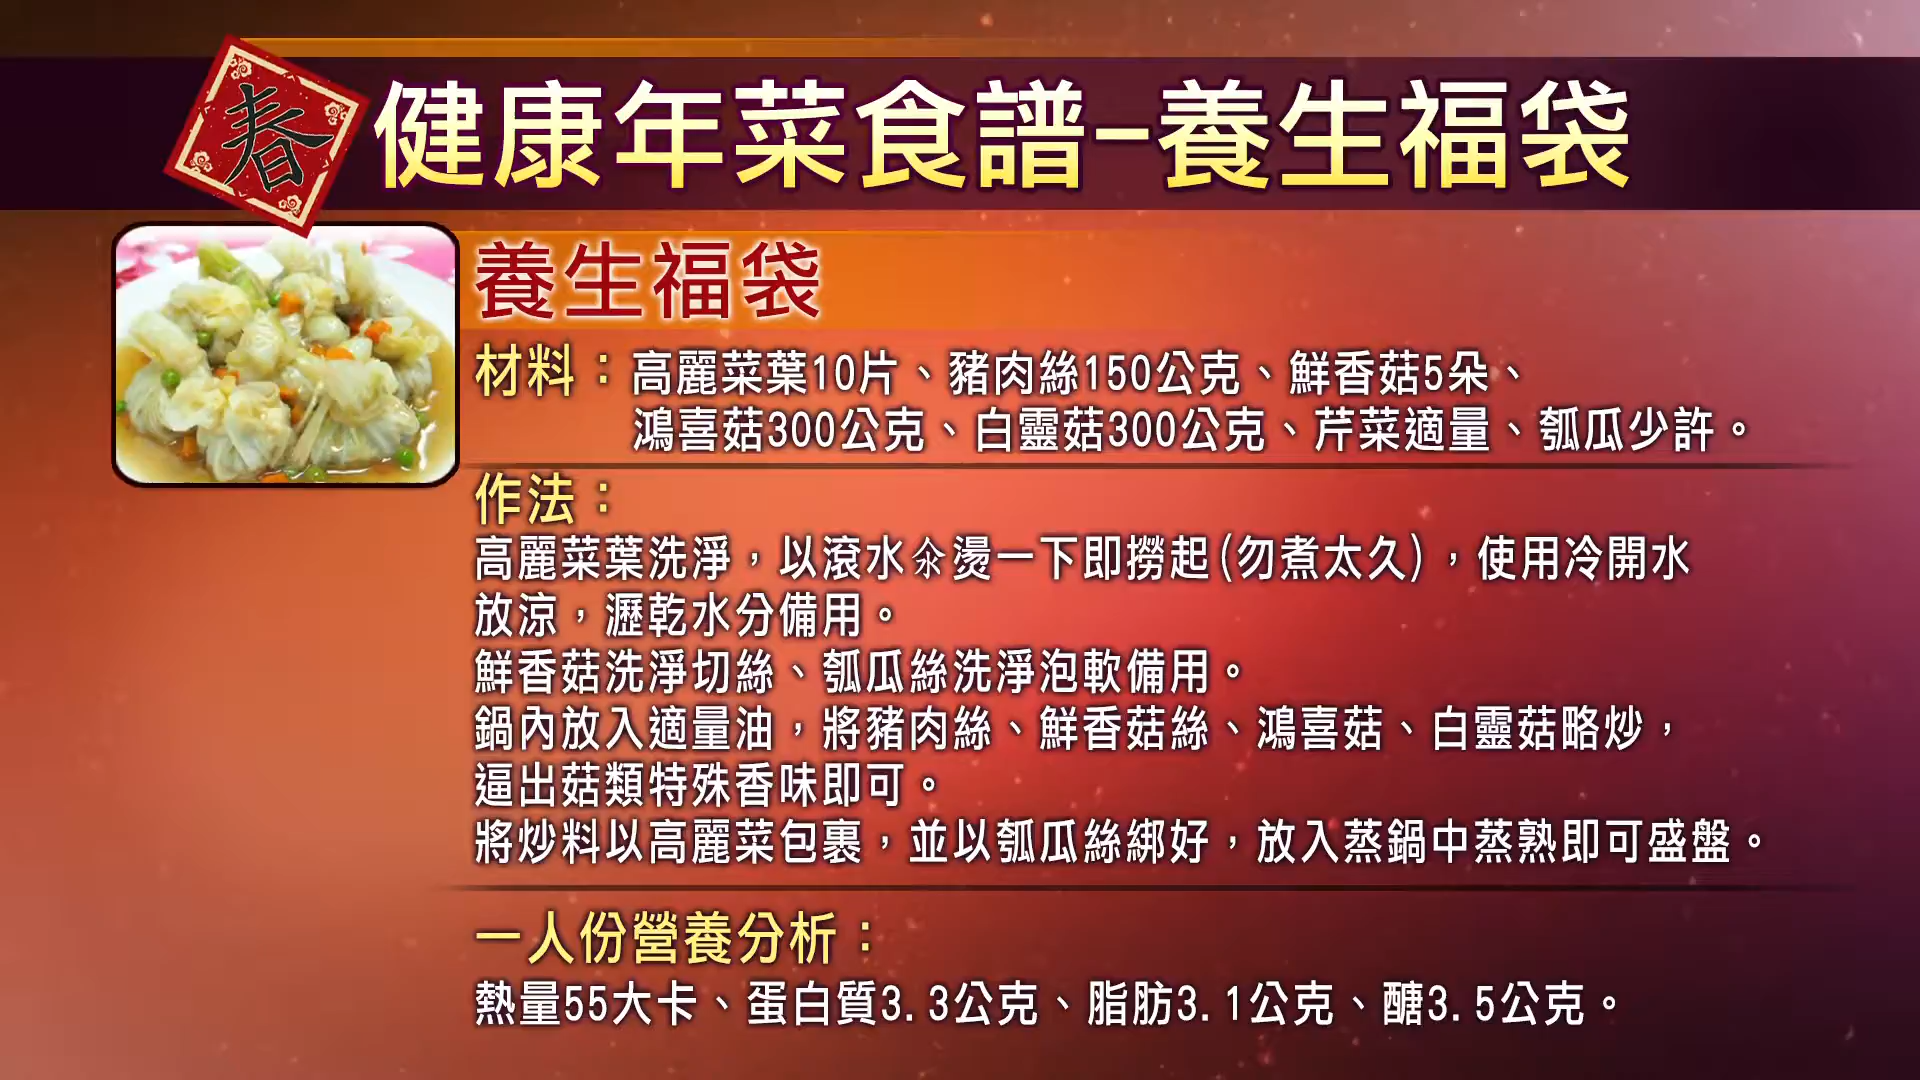 春
健康年菜食譜-養生福袋
養生福袋
材料：高麗菜葉10片、豬肉絲150公克、鮮香菇5朵、
鴻喜菇300公克、白靈菇300公克、芹菜適量、瓠瓜少許。
作法：
高麗菜葉洗淨，以滾水氽燙一下即撈起(勿煮太久)，使用冷開水
放涼，瀝乾水分備用。
鮮香菇洗淨切絲、瓠瓜絲洗淨泡軟備用。
鍋內放入適量油，將豬肉絲、鮮香菇絲、鴻喜菇、白靈菇略炒，
逼出菇類特殊香味即可。
將炒料以高麗菜包裹，並以瓠瓜絲綁好，放入蒸鍋中蒸熟即可盛盤。
一人份營養分析：
熱量55大卡、蛋白質3.3公克、脂肪3.1公克、醣3.5公克。